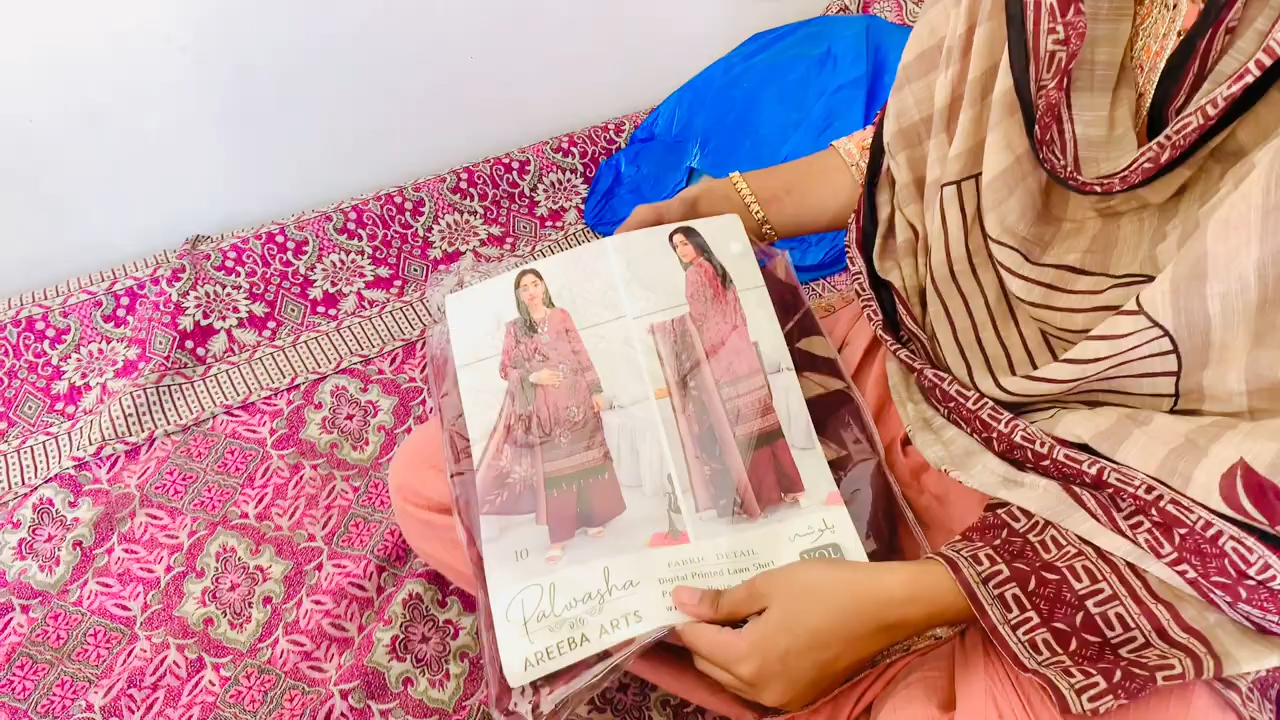 10
Palwasha
AREEBA ARTS
پلوشہ
FABRIC DETAIL
VOL
Digital Printed Lawn Shirt